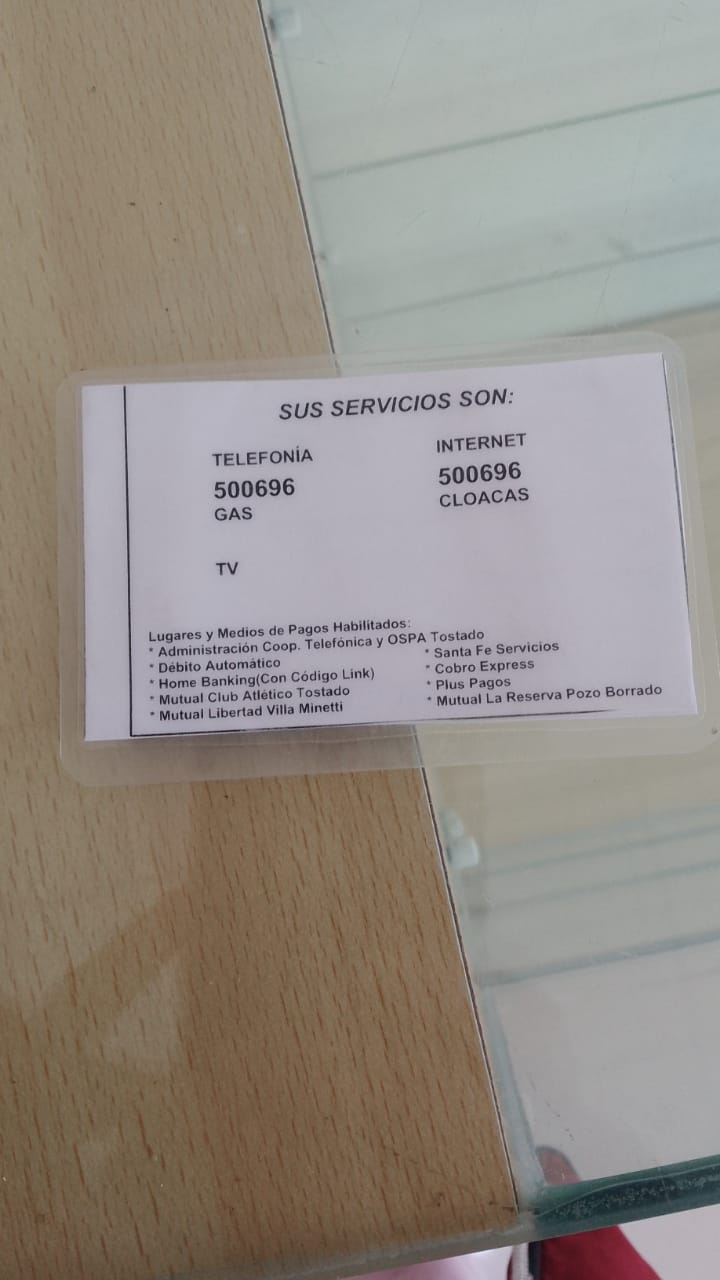 SUS SERVICIOS SON:
TELEFONÍA
500696
GAS
TV
INTERNET
500696
CLOACAS
Lugares y Medios de Pagos Habilitados:
* Administración Coop. Telefónica y OSPA Tostado
* Débito Automático
* Home Banking(Con Código Link)
* Mutual Club Atlético Tostado
* Mutual Libertad Villa Minetti
* Santa Fe Servicios
* Cobro Express
* Plus Pagos
* Mutual La Reserva Pozo Borrado